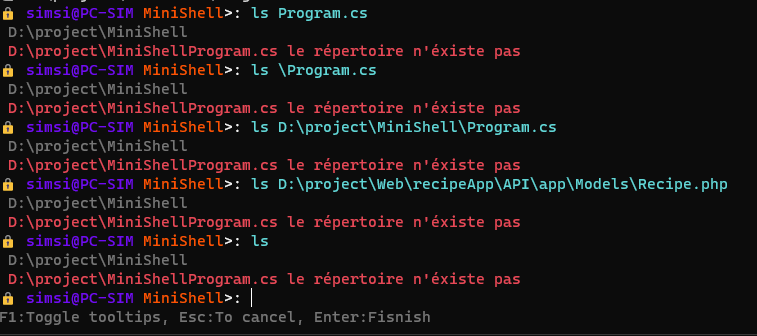 simsi@PC-SIM MiniShell>: ls Program.cs
D:\project\MiniShell
D:\project\MiniShellProgram.cs le répertoire n'éxiste pas
simsi@PC-SIM MiniShell>: ls \Program.cs
D:\project\MiniShell
D:\project\MiniShellProgram.cs le répertoire n'éxiste pas
simsi@PC-SIM MiniShell>: ls D:\project\MiniShell\Program.cs
D:\project\MiniShell
D:\project\MiniShellProgram.cs le répertoire n'éxiste pas
simsi@PC-SIM MiniShell>: ls D:\project\Web\recipeApp\API\app\Models\Recipe.php
D:\project\MiniShell
D:\project\MiniShellProgram.cs le répertoire n'éxiste pas
simsi@PC-SIM MiniShell>: ls
D:\project\MiniShell
D:\project\MiniShellProgram.cs le répertoire n'éxiste pas
simsi@PC-SIM MiniShell>:
F1:Toggle tooltips, Esc:To cancel, Enter:Fisnish